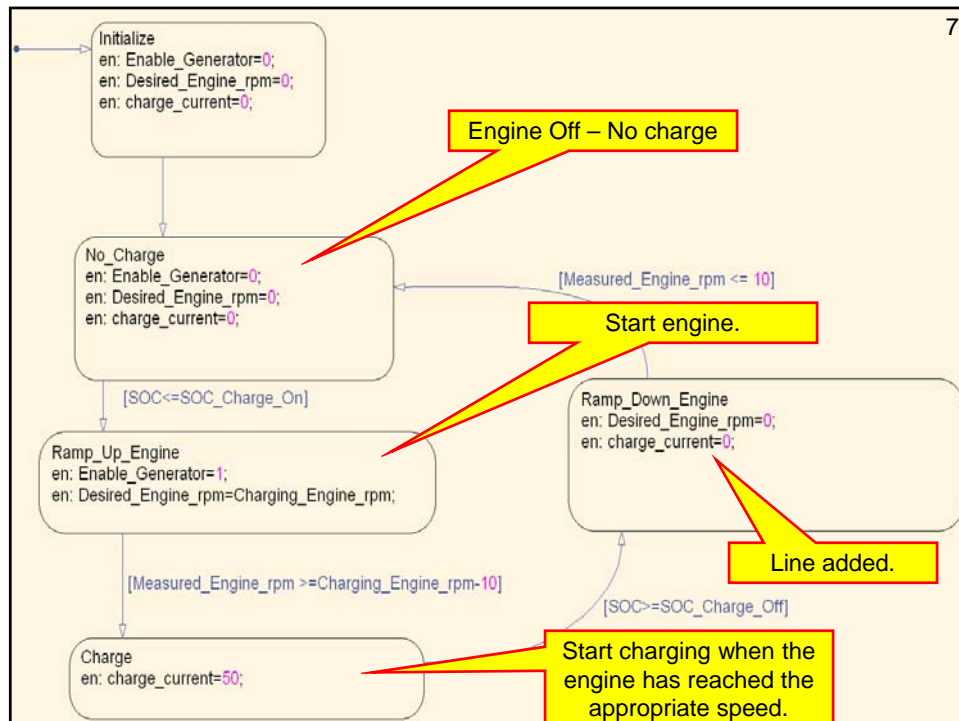 7
Initialize
en: Enable_Generator=0;
en: Desired_Engine_rpm=0;
en: charge_current=0;
Engine Off – No charge
No_Charge
en: Enable_Generator=0;
en: Desired_Engine_rpm=0;
en: charge_current=0;
[Measured_Engine_rpm <= 10]
Start engine.
[SOC<=SOC_Charge_On]
Ramp_Up_Engine
en: Enable_Generator=1;
en: Desired_Engine_rpm=Charging_Engine_rpm;
Ramp_Down_Engine
en: Desired_Engine_rpm=0;
en: charge_current=0;
Line added.
[Measured_Engine_rpm >=Charging_Engine_rpm-10]
[SOC>=SOC_Charge_Off]
Charge
en: charge_current=50;
Start charging when the
engine has reached the
appropriate speed.